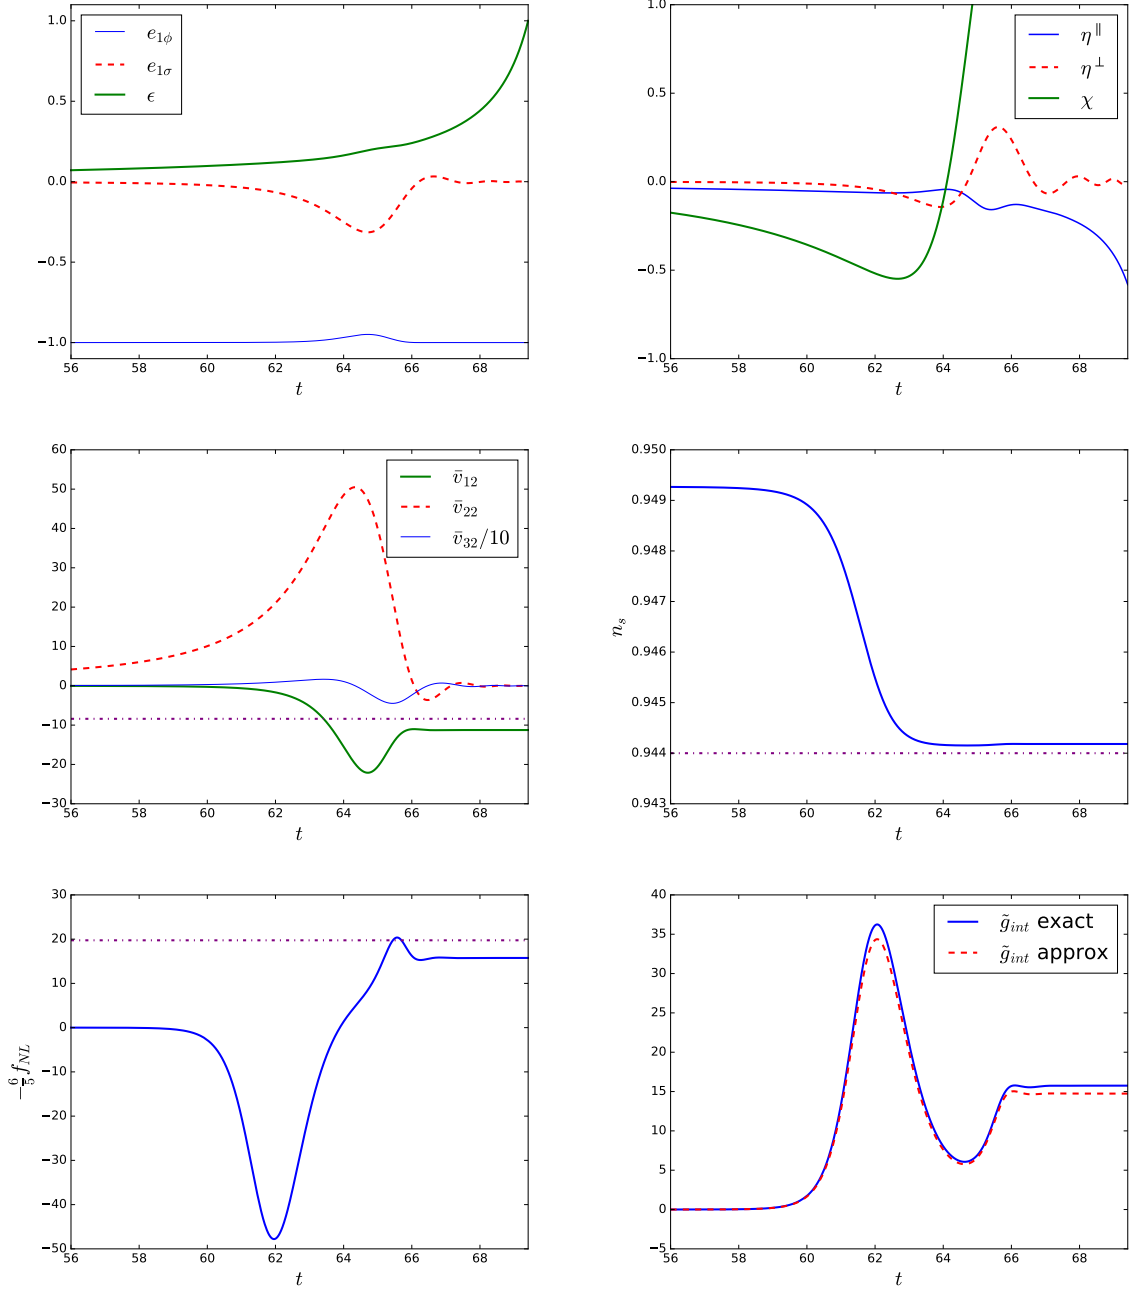 1.0
0.5
0.0
−0.5
−1.0
56 58 60 62 64 66 68
t
e1ϕ
e1σ
ϵ
1.0
0.5
0.0
−0.5
−1.0
56 58 60 62 64 66 68
t
η∥
η⊥
χ
60
50
40
30
20
10
0
−10
−20
−30
56 58 60 62 64 66 68
t
v̄12
v̄22
v̄32/10
0.950
0.949
0.948
0.947
0.946
0.945
0.944
0.943
56 58 60 62 64 66 68
t
ns
30
20
10
0
−10
−20
−30
−40
−50
56 58 60 62 64 66 68
t
−6/5 fNL
40
35
30
25
20
15
10
5
0
−5
56 58 60 62 64 66 68
t
g̃int exact
g̃int approx